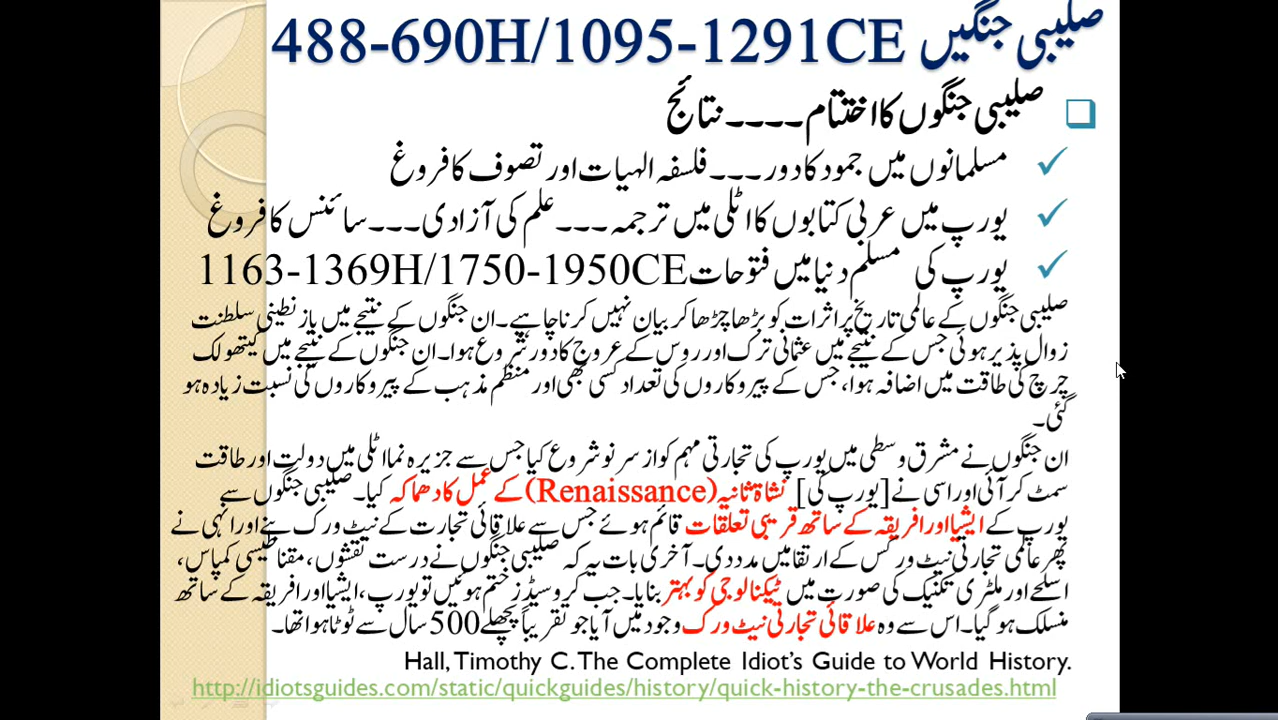 صلیبی جنگیں 488-690H/1095-1291CE
صلیبی جنگوں کا اختتام۔۔۔۔ نتائج
مسلمانوں میں جمود کا دور۔۔۔ فلسفہ الہیات اور تصوف کا فروغ
یورپ میں عربی کتابوں کا اٹلی میں ترجمہ۔۔۔ علم کی آزادی۔۔۔ سائنس کا فروغ
یورپ کی مسلم دنیا میں فتوحات 1163-1369H/1750-1950CE
صلیبی جنگوں کے عالمی تاریخ پر اثرات کو بڑھا چڑھا کر بیان نہیں کرنا چاہیے۔ ان جنگوں کے نتیجے میں باز نطینی سلطنت
زوال پذیر ہوئی جس کے نتیجے میں عثمانی ترک اور روس کے عروج کا دور شروع ہوا۔ ان جنگوں کے نتیجے میں کیتھولک
چرچ کی طاقت میں اضافہ ہوا، جس کے پیروکاروں کی تعداد کسی بھی اور منظم مذہب کے پیروکاروں کی نسبت زیادہ ہو
گئی۔
ان جنگوں نے مشرق وسطی میں یورپ کی تجارتی مہم کو از سر نو شروع کیا جس سے جزیرہ نما اٹلی میں دولت اور طاقت
سمٹ کر آئی اور اسی نے [یورپ کی] نشاۃ ثانیہ (Renaissance) کے عمل کا دھماکہ کیا۔ صلیبی جنگوں سے
یورپ کے ایشیا اور افریقہ کے ساتھ قریبی تعلقات قائم ہوئے جس سے علاقائی تجارت کے نیٹ ورک بنے اور انہی نے
پھر عالمی تجارتی نیٹ ورکس کے ارتقا میں مدد دی۔ آخری بات یہ کہ صلیبی جنگوں نے درست نقشوں، مقناطیسی کمپاس،
اسلحے اور ملٹری تکنیک کی صورت میں ٹیکنالوجی کو بہتر بنایا۔ جب کروسیڈز ختم ہوئیں تو یورپ، ایشیا اور افریقہ کے ساتھ
منسلک ہو گیا۔ اس سے وہ علاقائی تجارتی نیٹ ورک وجود میں آیا جو تقریباً پچھلے 500 سال سے ٹوٹا ہوا تھا۔
Hall, Timothy C. The Complete Idiot's Guide to World History.
http://idiotsguides.com/static/quickguides/history/quick-history-the-crusades.html